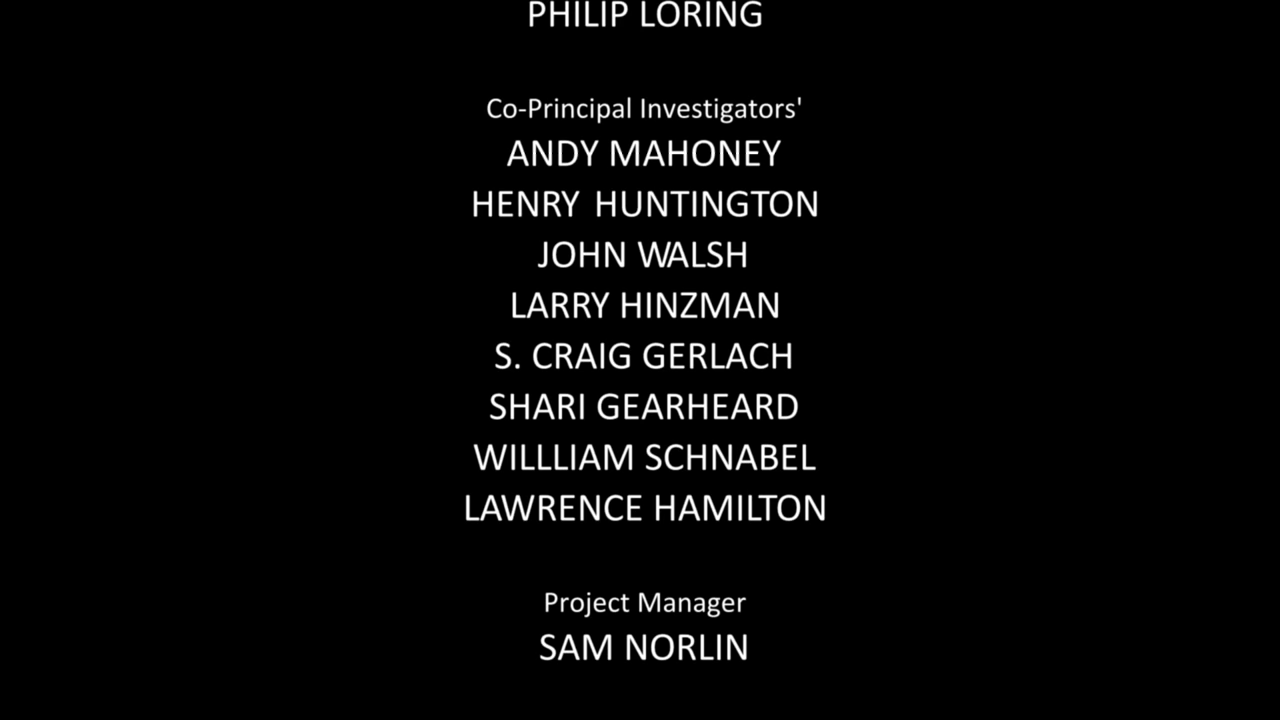 PHILIP LORING
Co-Principal Investigators'
ANDY MAHONEY
HENRY HUNTINGTON
JOHN WALSH
LARRY HINZMAN
S. CRAIG GERLACH
SHARI GEARHEARD
WILLLIAM SCHNABEL
LAWRENCE HAMILTON
Project Manager
SAM NORLIN